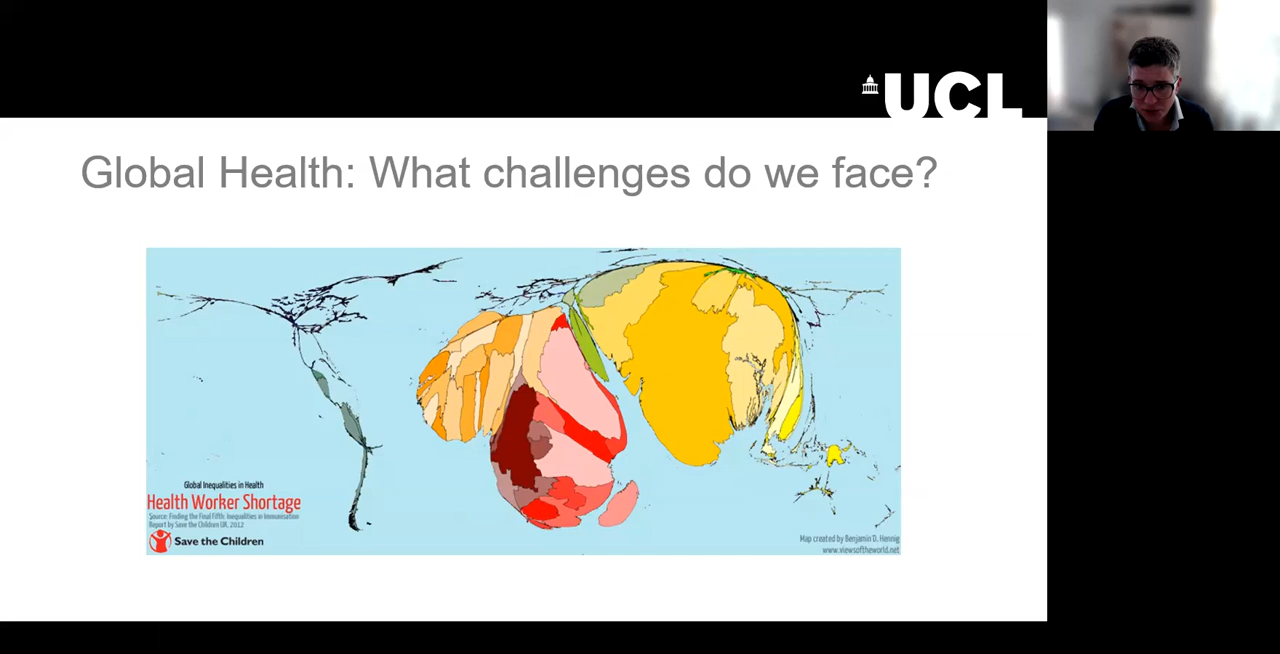 UCL
Global Health: What challenges do we face?
Global Inequalities in Health
Health Worker Shortage
Source: Finding the Final Fifth: Inequalities in Immunisation
Report by Save the Children UK, 2012
Save the Children
Map created by Benjamin D. Hennig
www.viewsoftheworld.net